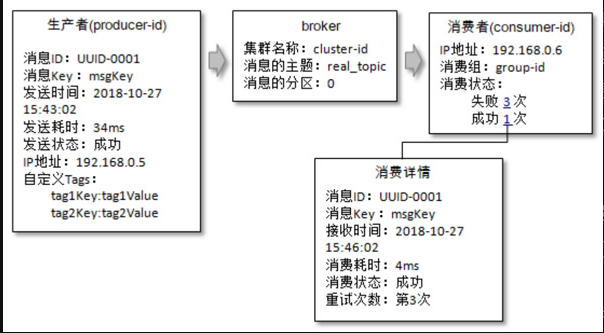 生产者(producer-id)
消息ID：UUID-0001
消息Key：msgKey
发送时间：2018-10-27
15:43:02
发送耗时：34ms
发送状态：成功
IP地址：192.168.0.5
自定义Tags：
tag1Key:tag1Value
tag2Key:tag2Value
broker
集群名称：cluster-id
消息的主题：real_topic
消息的分区：0
消费者(consumer-id)
IP地址：192.168.0.6
消费组：group-id
消费状态：
失败 3次
成功 1次
消费详情
消息ID：UUID-0001
消息Key：msgKey
接收时间：2018-10-27
15:46:02
消费耗时：4ms
消费状态：成功
重试次数：第3次